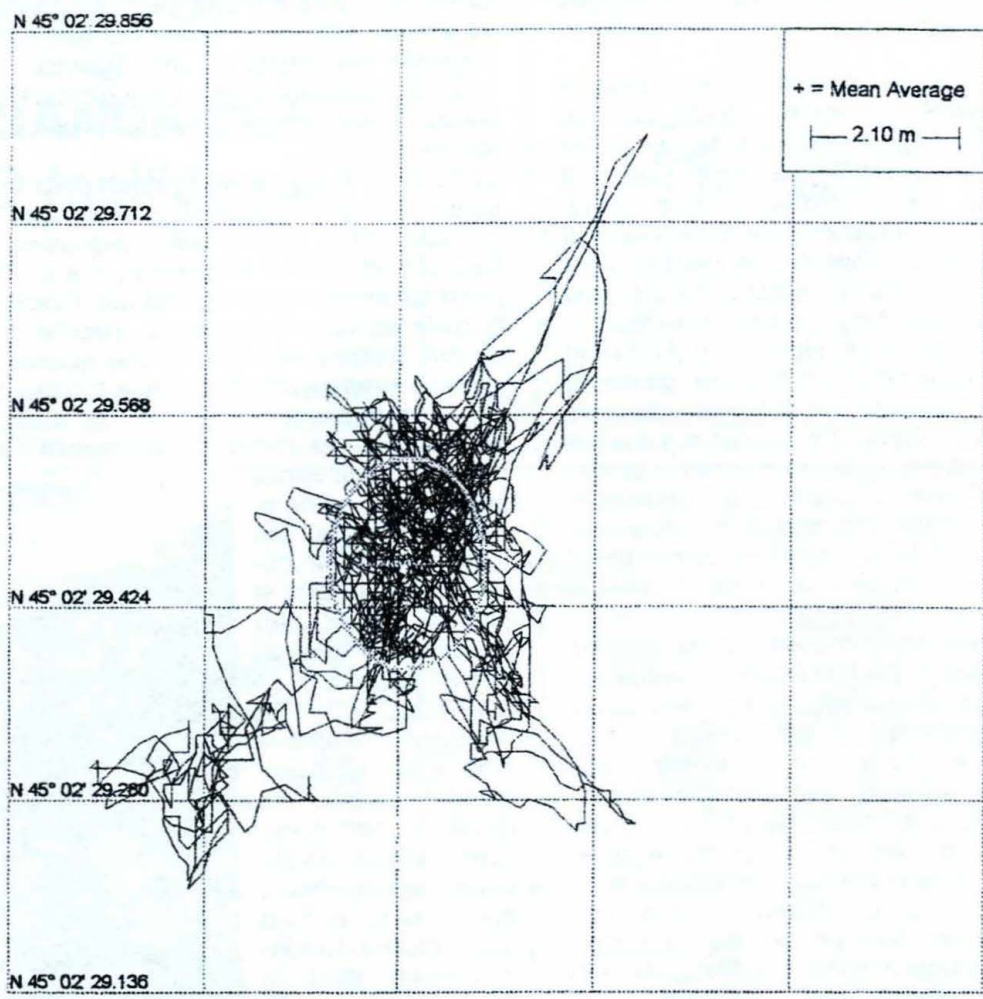 N 45° 02' 29.856
+ = Mean Average
2.10 m
N 45° 02' 29.712
N 45° 02' 29.568
N 45° 02' 29.424
N 45° 02' 29.280
N 45° 02' 29.136